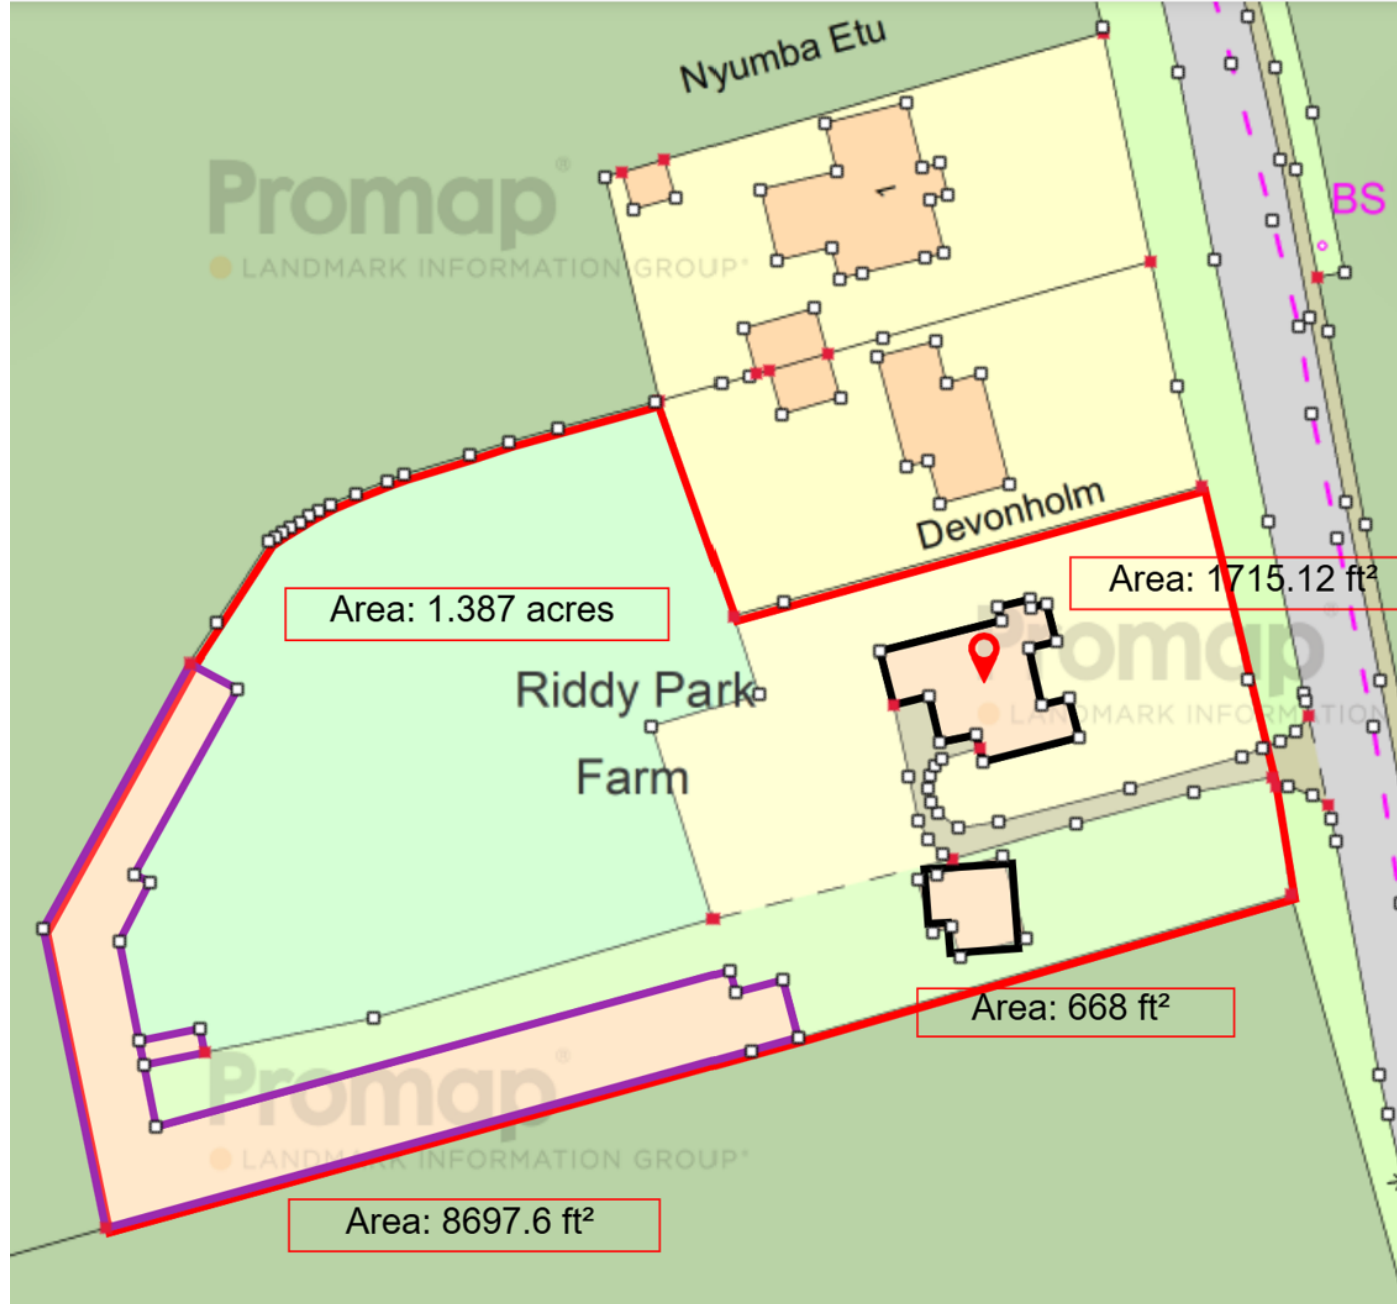 Nyumba Etu
Promap®
LANDMARK INFORMATION GROUP®
1
BS
Devonholm
Area: 1715.12 ft²
Area: 1.387 acres
Promap®
LANDMARK INFORMATION
Riddy Park
Farm
Area: 668 ft²
Promap®
LANDMARK INFORMATION GROUP®
Area: 8697.6 ft²